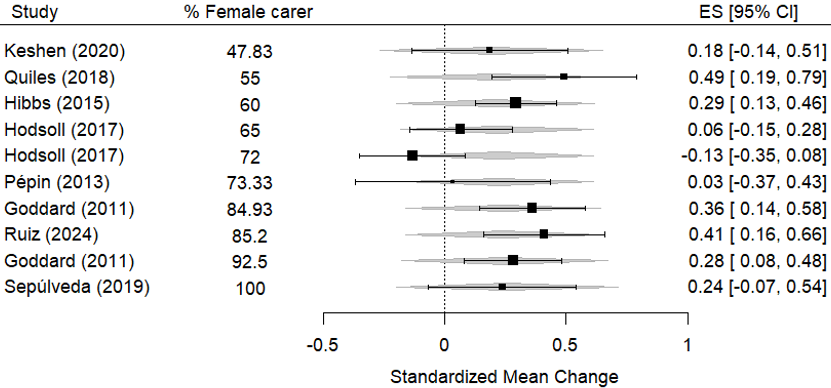 Study % Female carer ES [95% CI]
Keshen (2020) 47.83 0.18 [-0.14, 0.51]
Quiles (2018) 55 0.49 [ 0.19, 0.79]
Hibbs (2015) 60 0.29 [ 0.13, 0.46]
Hodsoll (2017) 65 0.06 [-0.15, 0.28]
Hodsoll (2017) 72 -0.13 [-0.35, 0.08]
Pépin (2013) 73.33 0.03 [-0.37, 0.43]
Goddard (2011) 84.93 0.36 [ 0.14, 0.58]
Ruiz (2024) 85.2 0.41 [ 0.16, 0.66]
Goddard (2011) 92.5 0.28 [ 0.08, 0.48]
Sepúlveda (2019) 100 0.24 [-0.07, 0.54]
-0.5 0 0.5 1
Standardized Mean Change